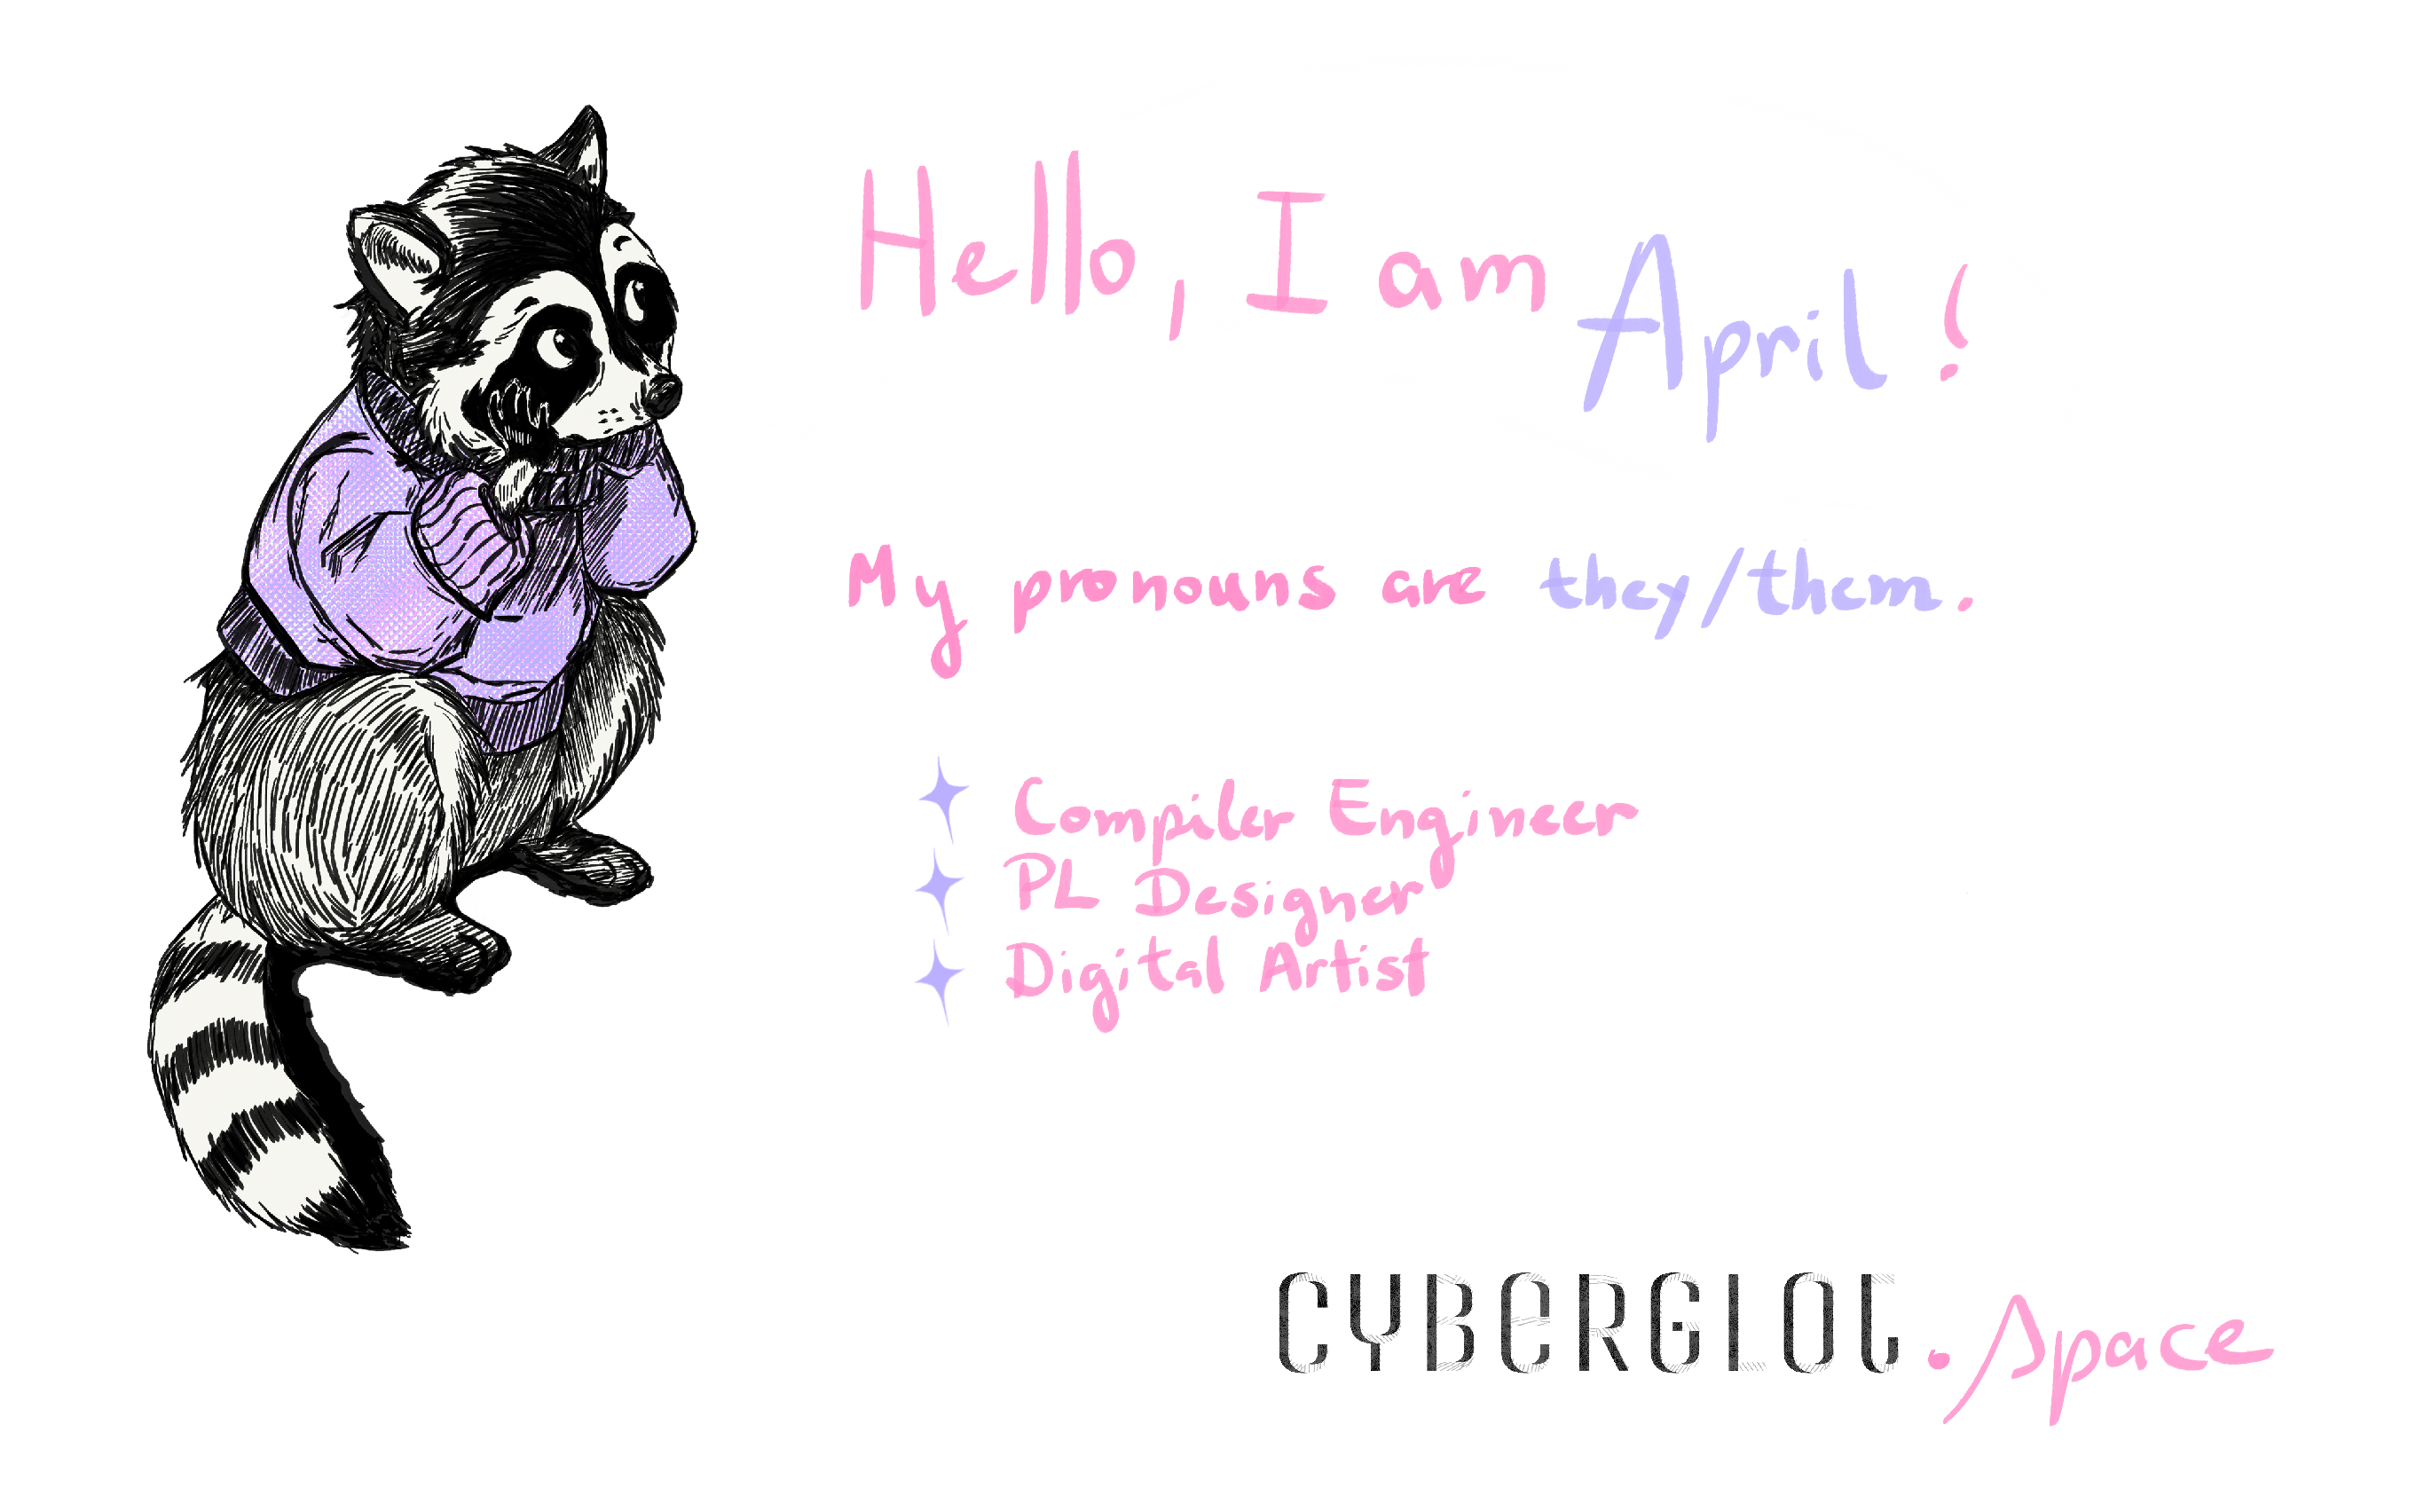 Hello, I am April!
My pronouns are they/them.
Compiler Engineer
PL Designer
Digital Artist
CYBERGLOT.space